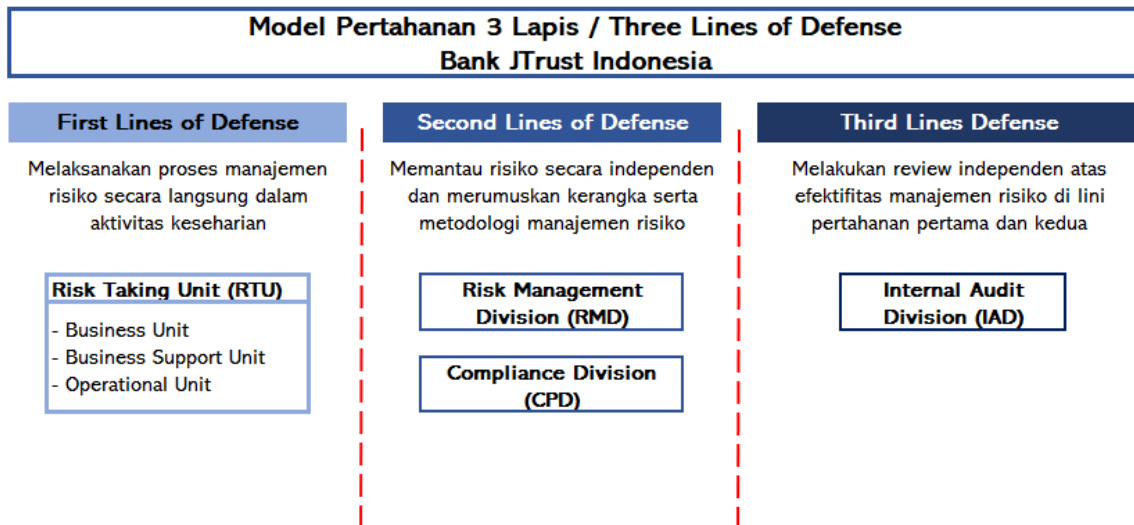 Model Pertahanan 3 Lapis / Three Lines of Defense
Bank JTrust Indonesia
First Lines of Defense
Melaksanakan proses manajemen
risiko secara langsung dalam
aktivitas keseharian
Risk Taking Unit (RTU)
- Business Unit
- Business Support Unit
- Operational Unit
Second Lines of Defense
Memantau risiko secara independen
dan merumuskan kerangka serta
metodologi manajemen risiko
Risk Management
Division (RMD)
Compliance Division
(CPD)
Third Lines Defense
Melakukan review independen atas
efektifitas manajemen risiko di lini
pertahanan pertama dan kedua
Internal Audit
Division (IAD)